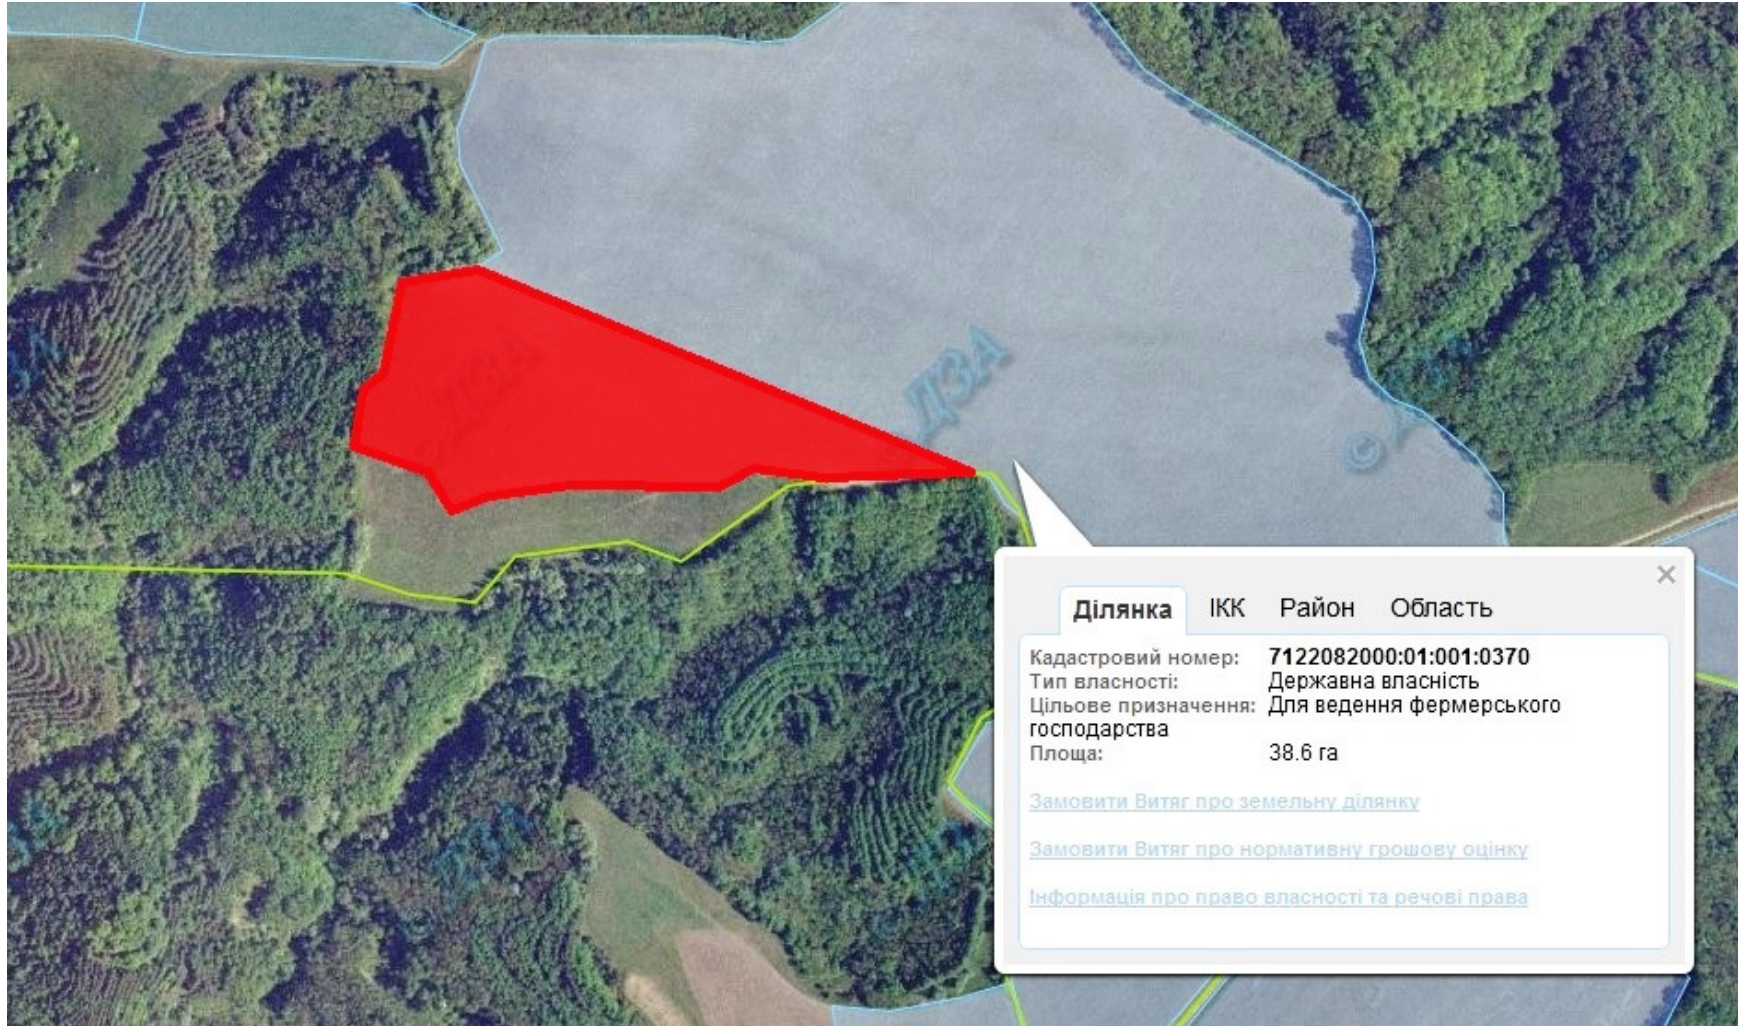 © ДЗА
ДЗА
©
×
Ділянка ІКК Район Область
Кадастровий номер: 7122082000:01:001:0370
Тип власності: Державна власність
Цільове призначення: Для ведення фермерського
господарства
Площа: 38.6 га
Замовити Витяг про земельну ділянку
Замовити Витяг про нормативну грошову оцінку
Інформація про право власності та речові права